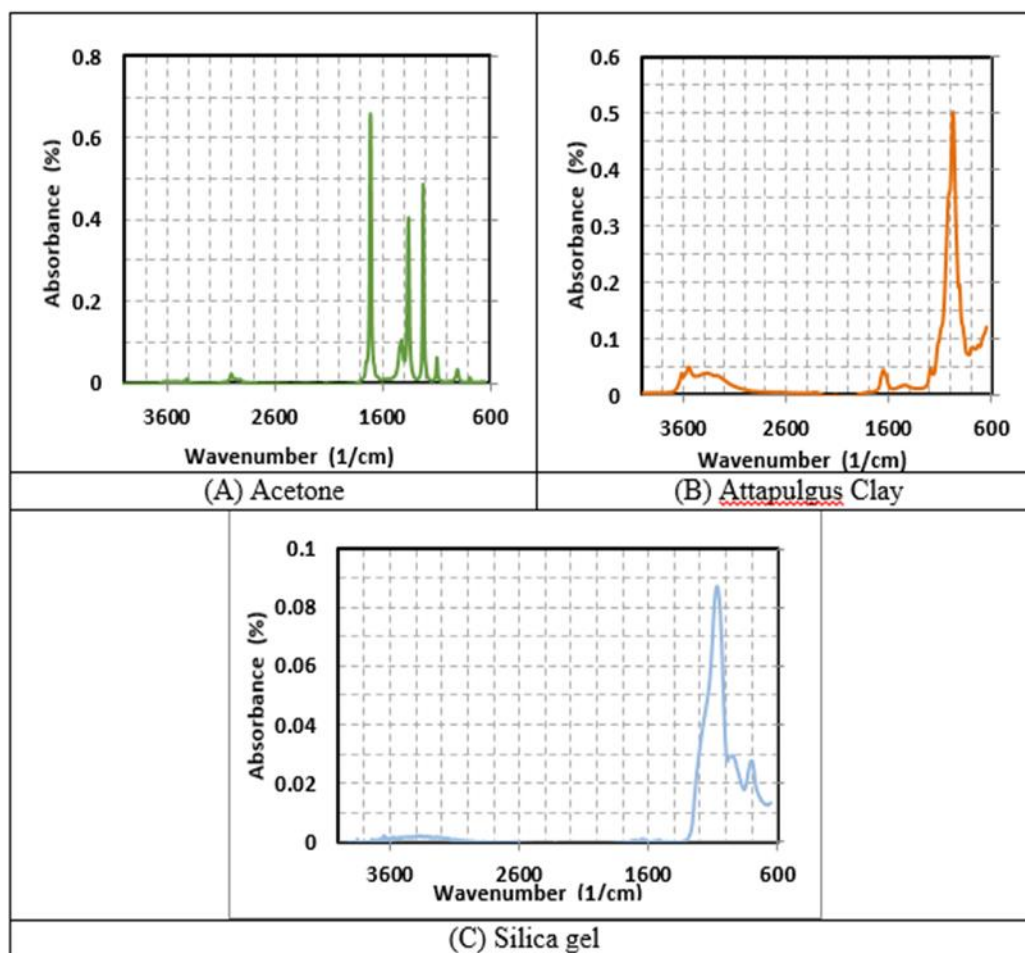 0.8
0.6
0.4
0.2
0
Absorbance (%)
3600 2600 1600 600
Wavenumber (1/cm)
(A) Acetone
0.6
0.5
0.4
0.3
0.2
0.1
0
Absorbance (%)
3600 2600 1600 600
Wavenumber (1/cm)
(B) Attapulgus Clay
0.1
0.08
0.06
0.04
0.02
0
Absorbance (%)
3600 2600 1600 600
Wavenumber (1/cm)
(C) Silica gel